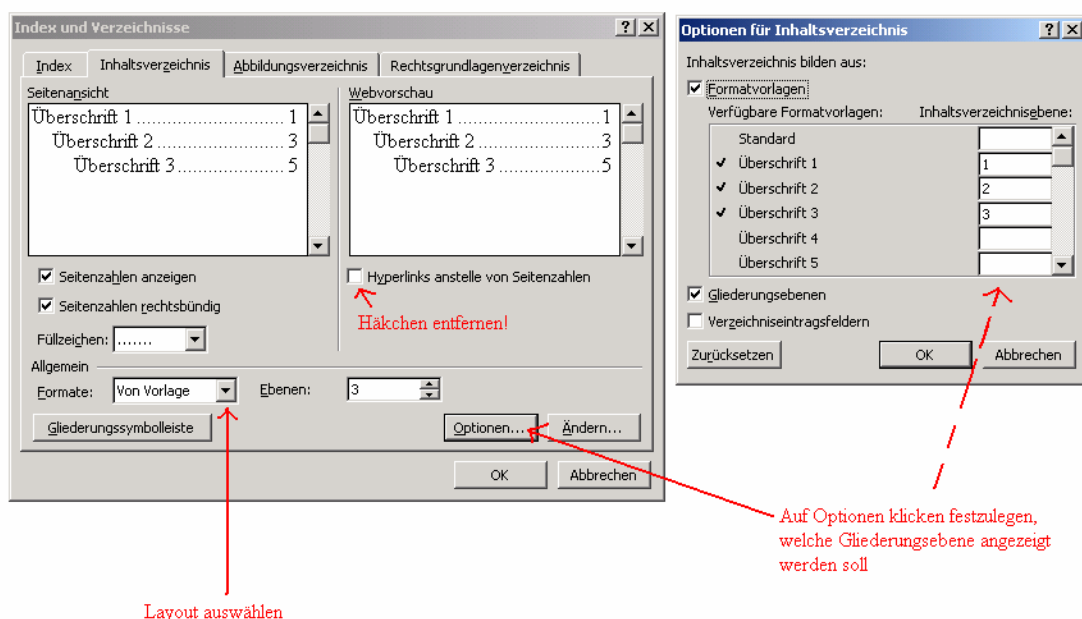 Index und Verzeichnisse
Index Inhaltsverzeichnis Abbildungsverzeichnis Rechtsgrundlagenverzeichnis
Seitenansicht
Überschrift 1 ........................... 1
Überschrift 2 ........................ 3
Überschrift 3 .................... 5
Webvorschau
Überschrift 1 ........................... 1
Überschrift 2 ........................ 3
Überschrift 3 .................... 5
Seitenzahlen anzeigen
Seitenzahlen rechtsbündig
Füllzeichen: .......
Hyperlinks anstelle von Seitenzahlen
Häkchen entfernen!
Allgemein
Formate: Von Vorlage Ebenen: 3
Gliederungssymbolleiste Optionen... Ändern...
OK Abbrechen
Layout auswählen
Optionen für Inhaltsverzeichnis
Inhaltsverzeichnis bilden aus:
Formatvorlagen
Verfügbare Formatvorlagen: Inhaltsverzeichnisebene:
Standard
Überschrift 1 1
Überschrift 2 2
Überschrift 3 3
Überschrift 4
Überschrift 5
Gliederungsebenen
Verzeichniseintragsfeldern
Zurücksetzen OK Abbrechen
Auf Optionen klicken festzulegen,
welche Gliederungsebene angezeigt
werden soll